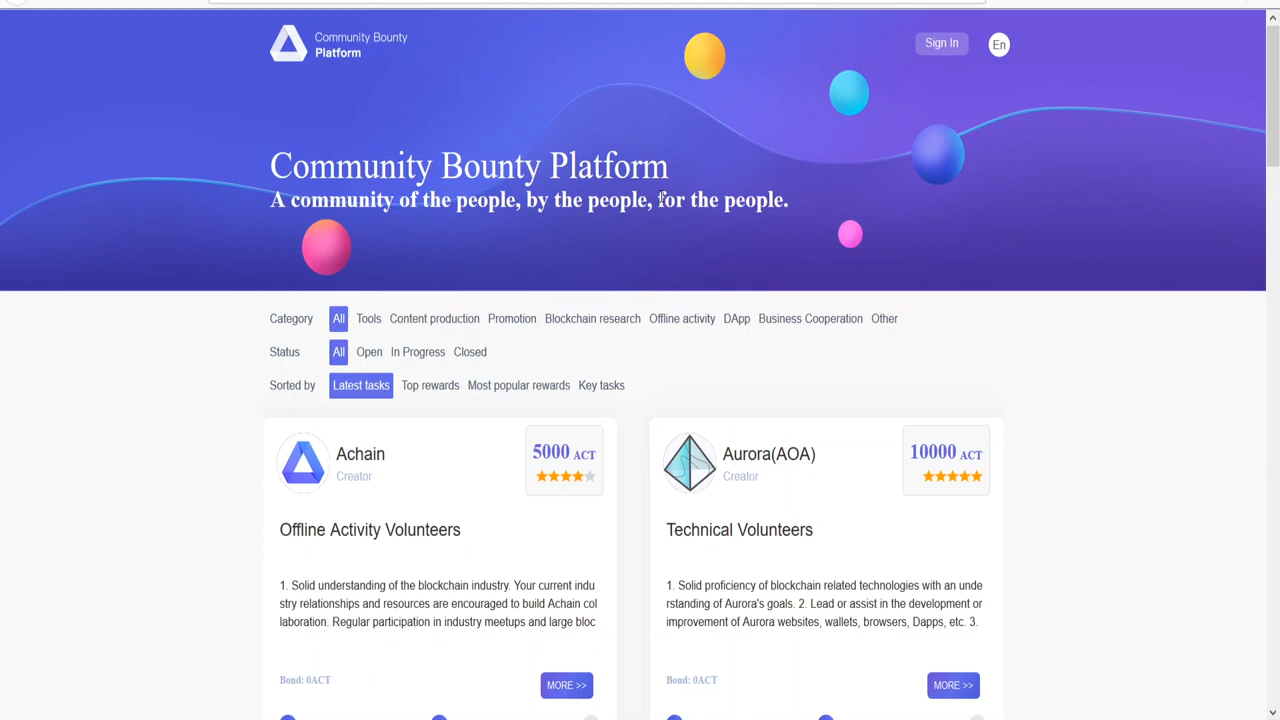 Community Bounty
Platform
Sign In
En
Community Bounty Platform
A community of the people, by the people, for the people.
Category All Tools Content production Promotion Blockchain research Offline activity DApp Business Cooperation Other
Status All Open In Progress Closed
Sorted by Latest tasks Top rewards Most popular rewards Key tasks
Achain
Creator
5000 ACT
Offline Activity Volunteers
1. Solid understanding of the blockchain industry. Your current indu
stry relationships and resources are encouraged to build Achain col
laboration. Regular participation in industry meetups and large bloc
Bond: 0ACT
MORE >>
Aurora(AOA)
Creator
10000 ACT
Technical Volunteers
1. Solid proficiency of blockchain related technologies with an unde
rstanding of Aurora's goals. 2. Lead or assist in the development or
improvement of Aurora websites, wallets, browsers, Dapps, etc. 3.
Bond: 0ACT
MORE >>